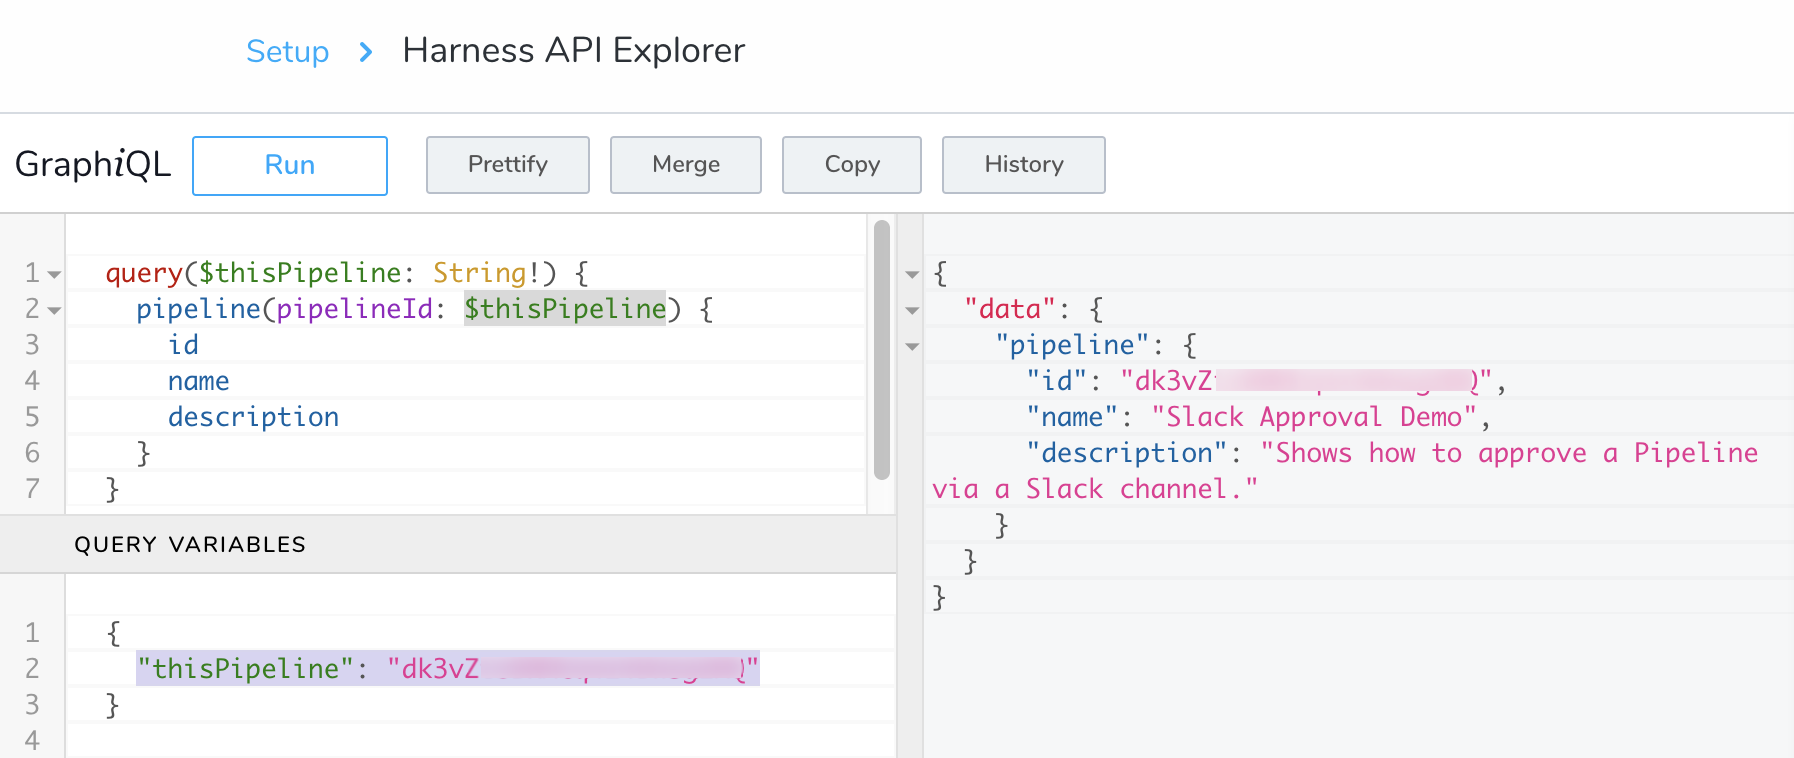 Setup > Harness API Explorer
GraphiQL Run Prettify Merge Copy History
1 query($thisPipeline: String!) {
2 pipeline(pipelineId: $thisPipeline) {
3 id
4 name
5 description
6 }
7 }
QUERY VARIABLES
1 {
2 "thisPipeline": "dk3vZ Q"
3 }
4
{
"data": {
"pipeline": {
"id": "dk3vZ Q",
"name": "Slack Approval Demo",
"description": "Shows how to approve a Pipeline
via a Slack channel."
}
}
}